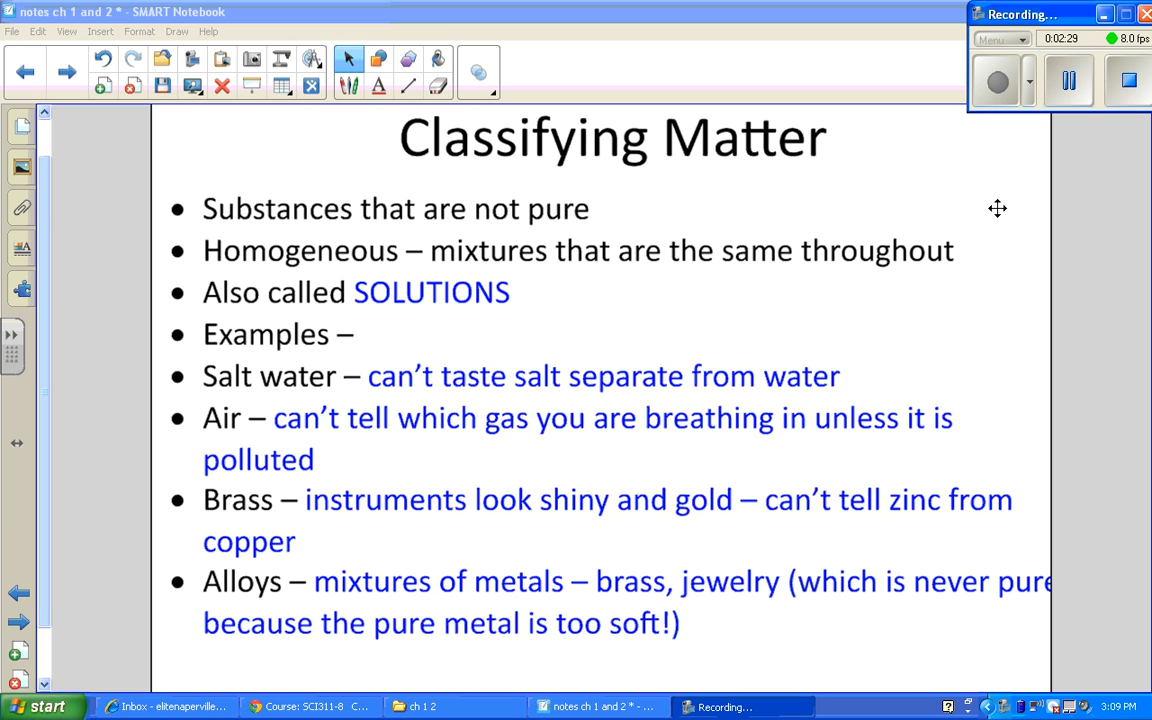 notes ch 1 and 2 * - SMART Notebook
File Edit View Insert Format Draw Help
Recording...
Menu
0:02:29
8.0 fps
Classifying Matter
• Substances that are not pure
• Homogeneous – mixtures that are the same throughout
• Also called SOLUTIONS
• Examples –
• Salt water – can't taste salt separate from water
• Air – can't tell which gas you are breathing in unless it is
polluted
• Brass – instruments look shiny and gold – can't tell zinc from
copper
• Alloys – mixtures of metals – brass, jewelry (which is never pure
because the pure metal is too soft!)
start
Inbox - elitenaperville...
Course: SCI311-8 C...
ch 1 2
notes ch 1 and 2 * - ...
Recording...
3:09 PM